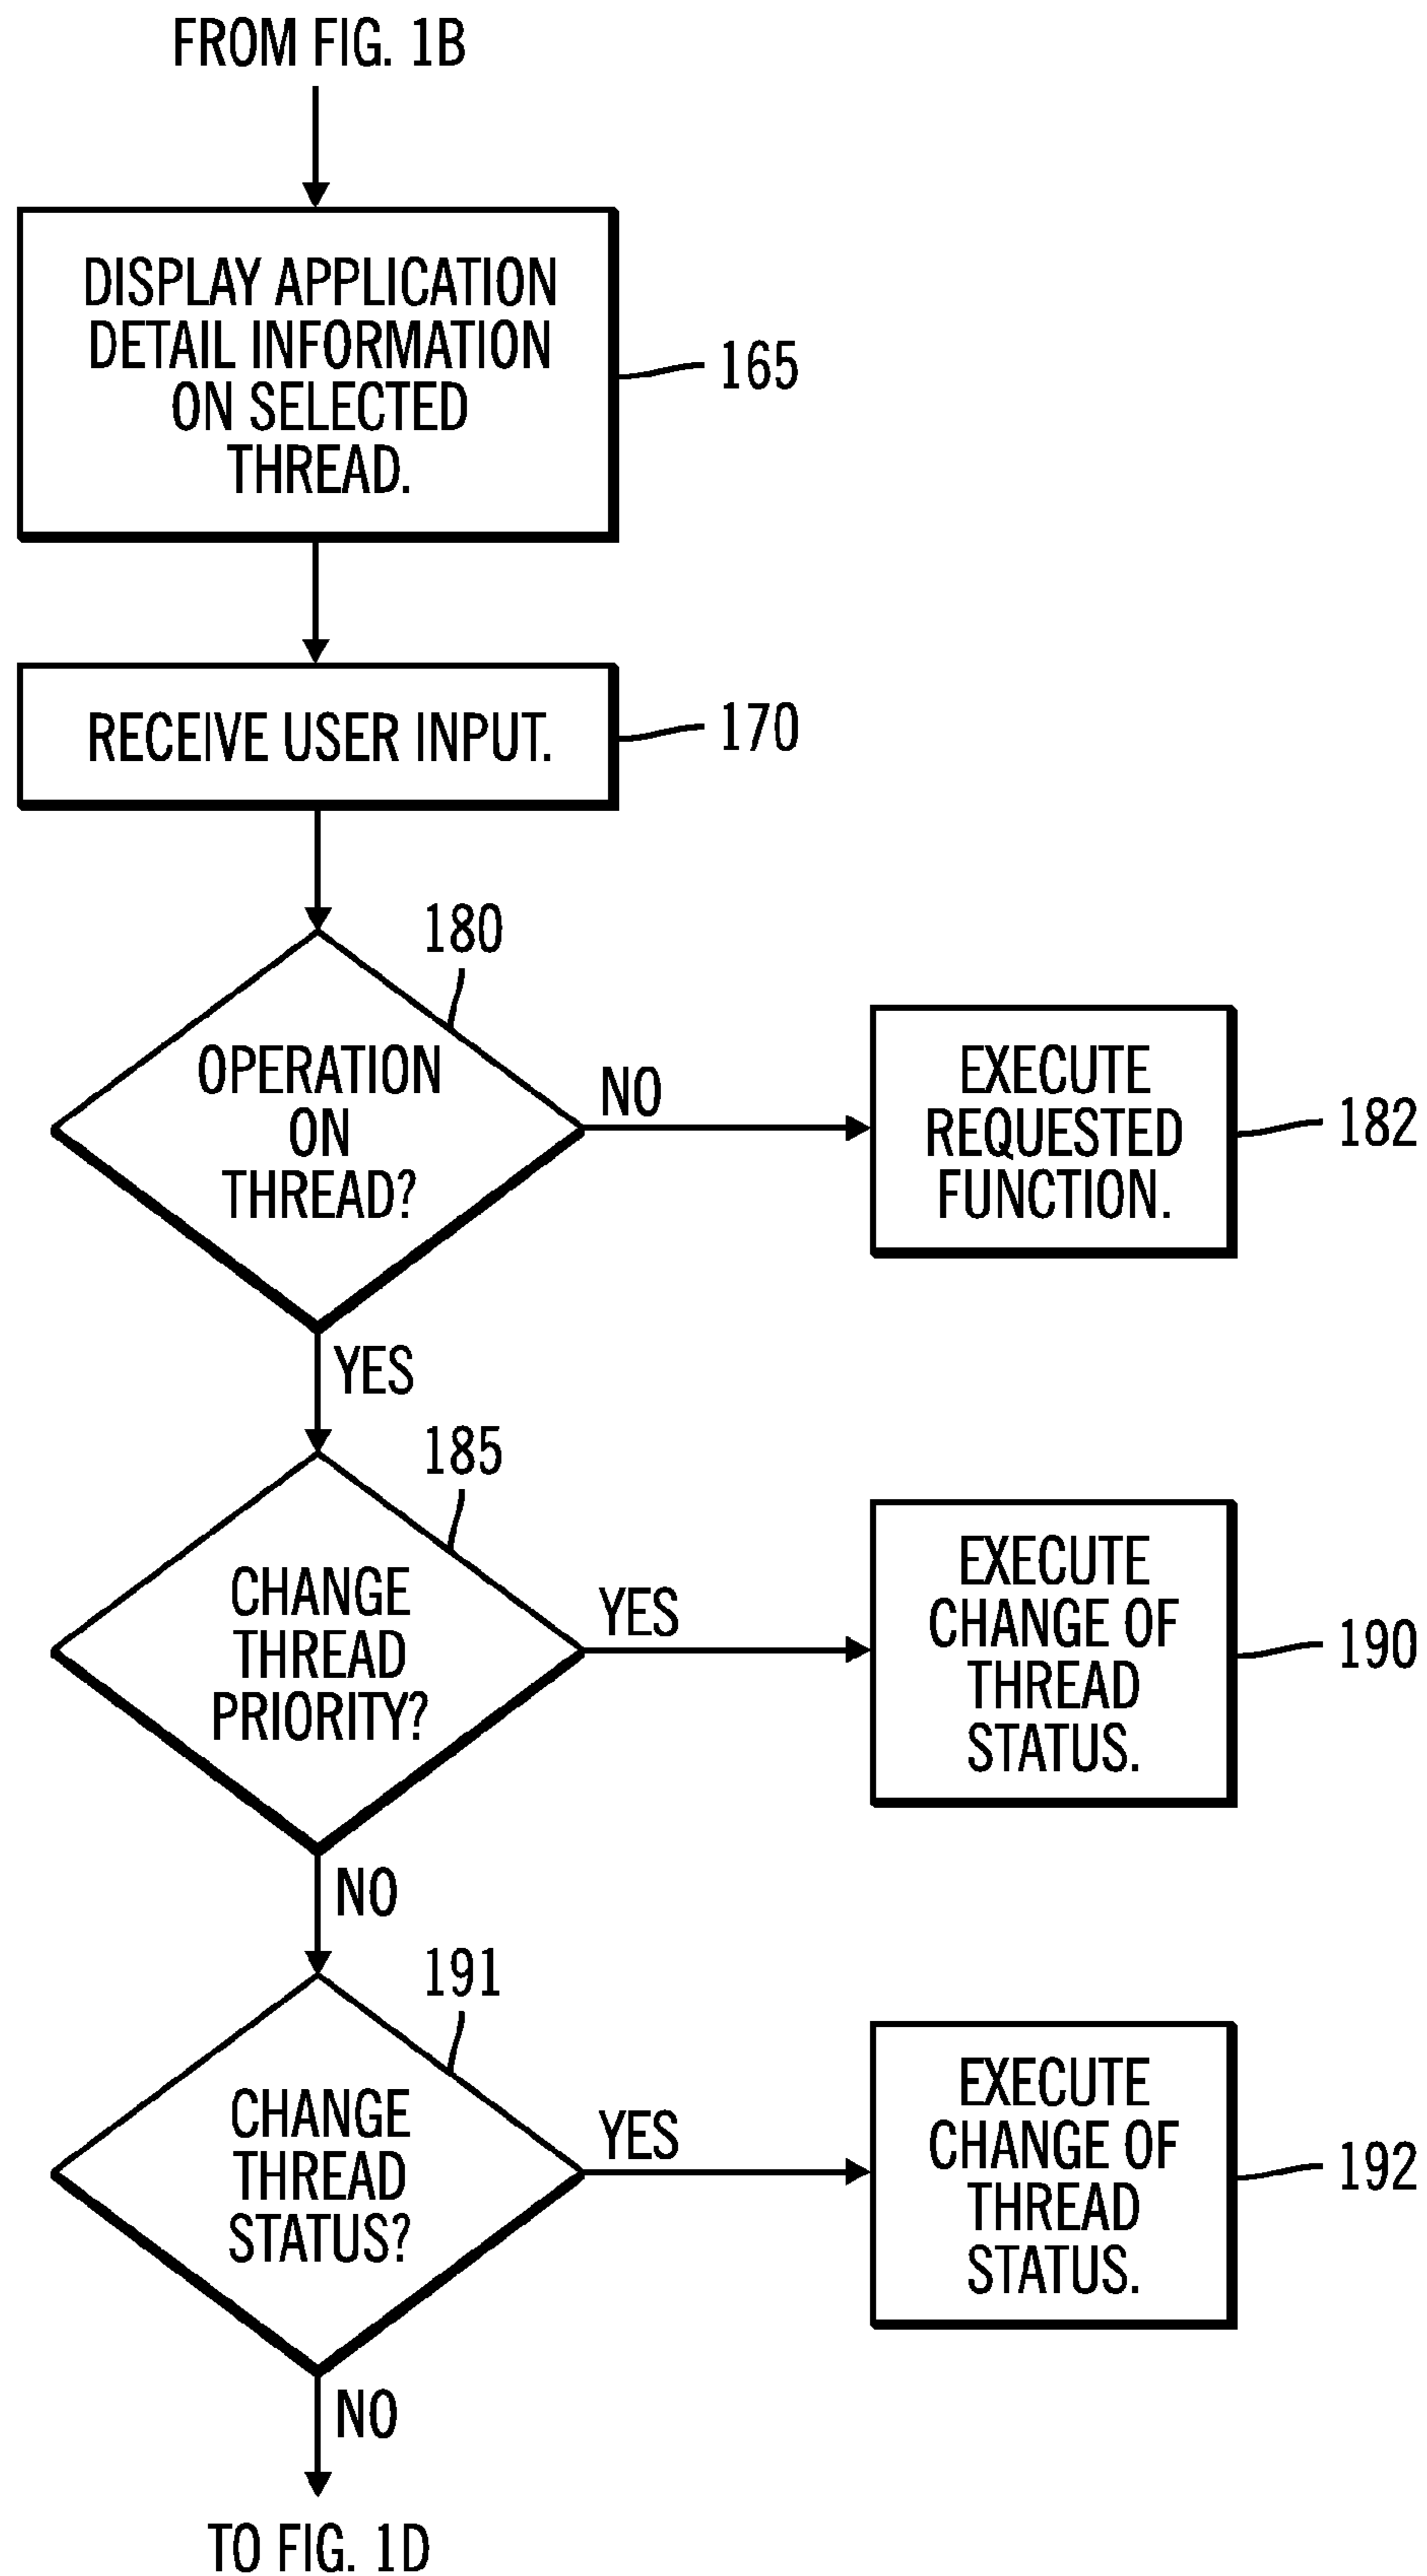 FROM FIG. 1B
DISPLAY APPLICATION
DETAIL INFORMATION
ON SELECTED
THREAD.
165
RECEIVE USER INPUT.
170
180
OPERATION
ON
THREAD?
NO
EXECUTE
REQUESTED
FUNCTION.
182
YES
185
CHANGE
THREAD
PRIORITY?
YES
EXECUTE
CHANGE OF
THREAD
STATUS.
190
NO
191
CHANGE
THREAD
STATUS?
YES
EXECUTE
CHANGE OF
THREAD
STATUS.
192
NO
TO FIG. 1D